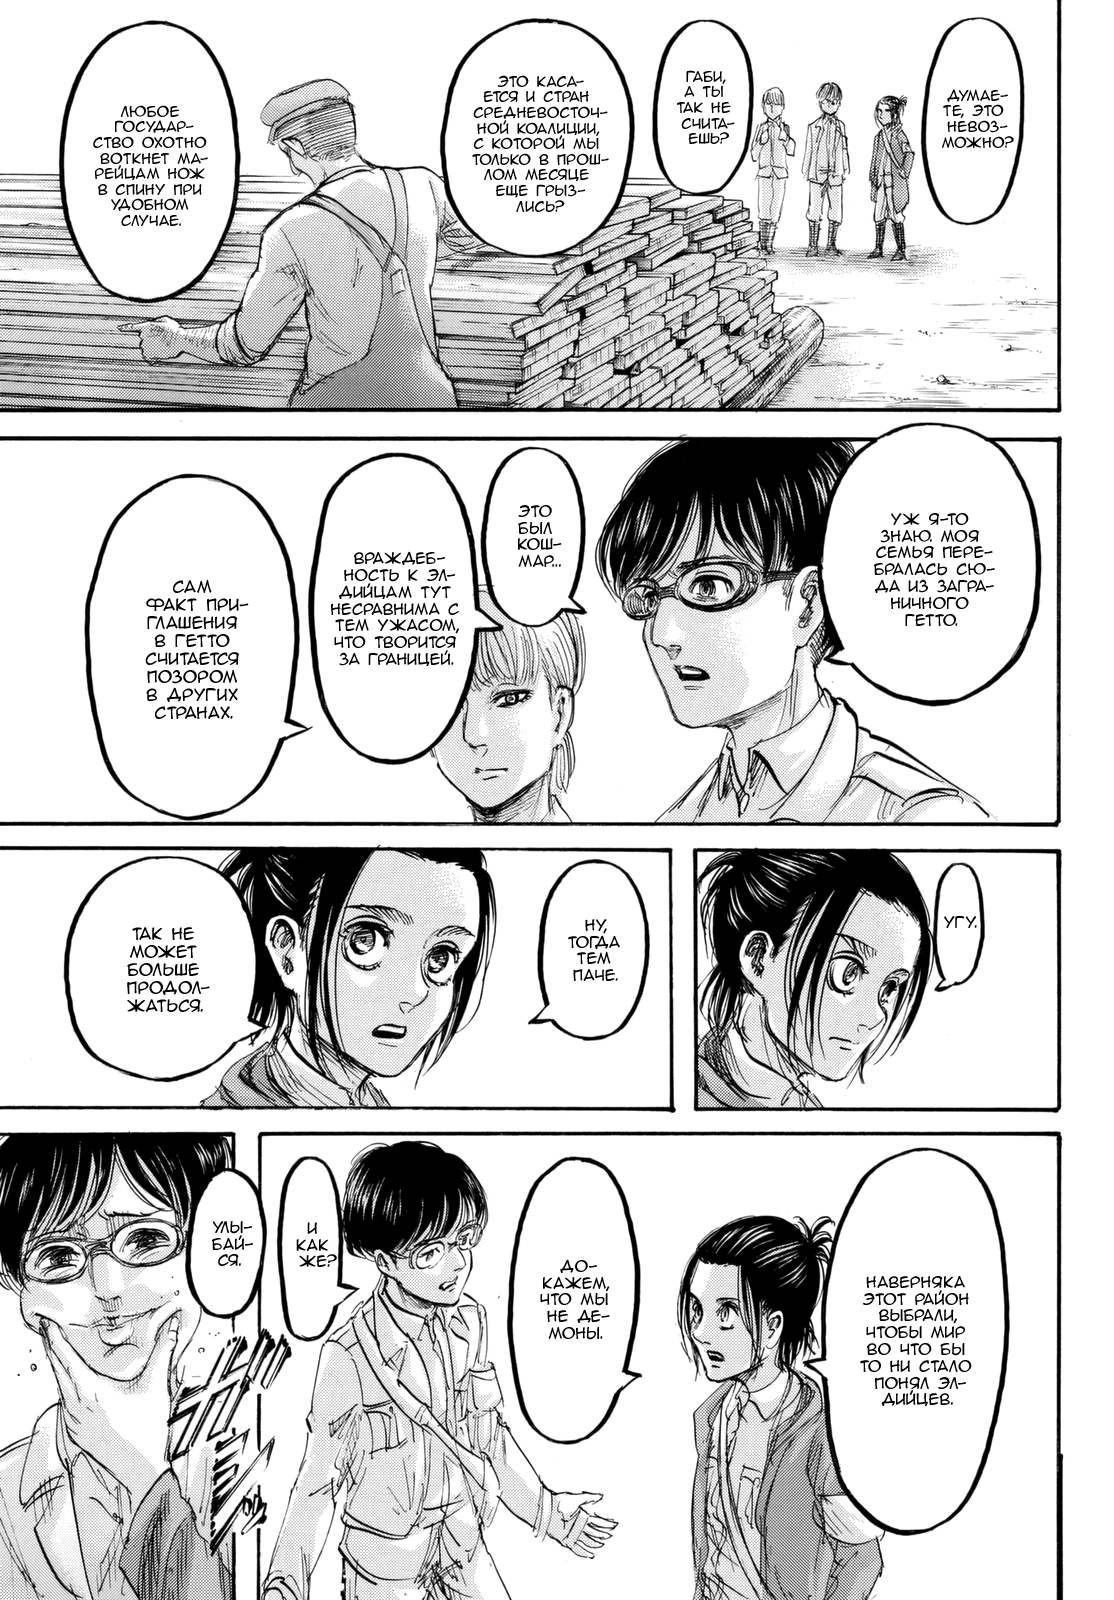 ДУМАЕ-
ТЕ, ЭТО
НЕВОЗ-
МОЖНО?
ГАБИ,
А ТЫ
ТАК НЕ
СЧИТА-
ЕШЬ?
ЭТО КАСА-
ЕТСЯ И СТРАН
СРЕДНЕВОСТОЧ-
НОЙ КОАЛИЦИИ,
С КОТОРОЙ МЫ
ТОЛЬКО В ПРОШ-
ЛОМ МЕСЯЦЕ
ЕЩЕ ГРЫЗ-
ЛИСЬ?
ЛЮБОЕ
ГОСУДАР-
СТВО ОХОТНО
ВОТКНЕТ МА-
РЕЙЦАМ НОЖ
В СПИНУ ПРИ
УДОБНОМ
СЛУЧАЕ.
УЖ Я-ТО
ЗНАЮ. МОЯ
СЕМЬЯ ПЕРЕ-
БРАЛАСЬ СЮ-
ДА ИЗ ЗАГРА-
НИЧНОГО
ГЕТТО.
ЭТО
БЫЛ
КОШ-
МАР...
ВРАЖДЕБ-
НОСТЬ К ЭЛ-
ДИЙЦАМ ТУТ
НЕСРАВНИМА С
ТЕМ УЖАСОМ,
ЧТО ТВОРИТСЯ
ЗА ГРАНИЦЕЙ.
САМ
ФАКТ ПРИ-
ГЛАШЕНИЯ
В ГЕТТО
СЧИТАЕТСЯ
ПОЗОРОМ
В ДРУГИХ
СТРАНАХ.
УГУ.
НУ,
ТОГДА
ТЕМ
ПАЧЕ.
ТАК НЕ
МОЖЕТ
БОЛЬШЕ
ПРОДОЛ-
ЖАТЬСЯ.
НАВЕРНЯКА
ЭТОТ РАЙОН
ВЫБРАЛИ,
ЧТОБЫ МИР
ВО ЧТО БЫ
ТО НИ СТАЛО
ПОНЯЛ ЭЛ-
ДИЙЦЕВ.
ДО-
КАЖЕМ,
ЧТО МЫ
НЕ ДЕ-
МОНЫ.
И
КАК
ЖЕ?
УЛЫ-
БАЙ-
СЯ.